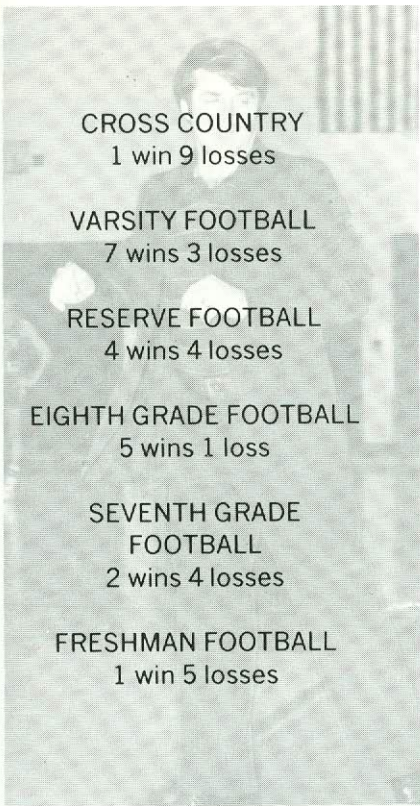 CROSS COUNTRY
1 win 9 losses
VARSITY FOOTBALL
7 wins 3 losses
RESERVE FOOTBALL
4 wins 4 losses
EIGHTH GRADE FOOTBALL
5 wins 1 loss
SEVENTH GRADE
FOOTBALL
2 wins 4 losses
FRESHMAN FOOTBALL
1 win 5 losses